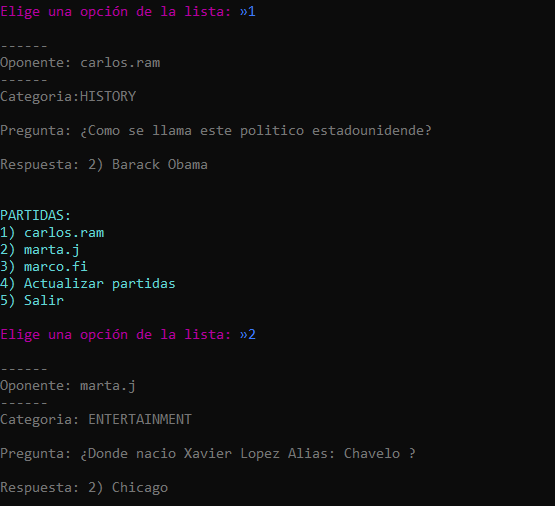 Elige una opción de la lista: »1
------
Oponente: carlos.ram
------
Categoria:HISTORY
Pregunta: ¿Como se llama este politico estadounidende?
Respuesta: 2) Barack Obama
PARTIDAS:
1) carlos.ram
2) marta.j
3) marco.fi
4) Actualizar partidas
5) Salir
Elige una opción de la lista: »2
------
Oponente: marta.j
------
Categoria: ENTERTAINMENT
Pregunta: ¿Donde nacio Xavier Lopez Alias: Chavelo ?
Respuesta: 2) Chicago